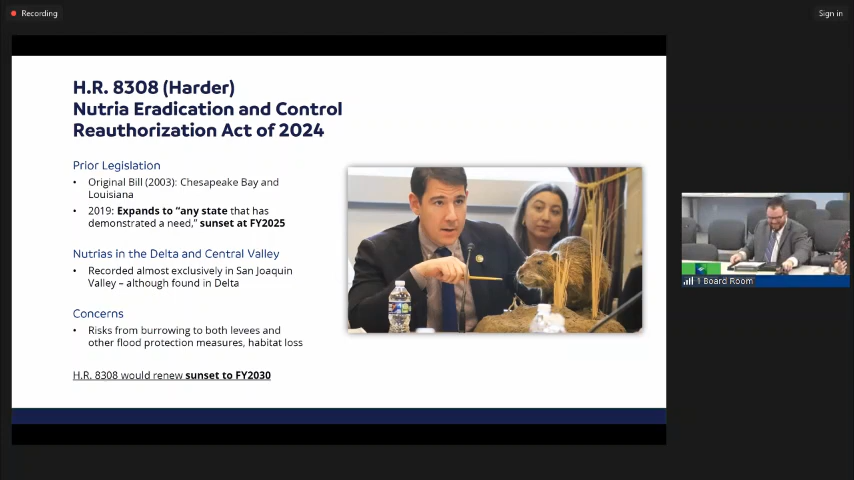 Recording
Sign in
H.R. 8308 (Harder)
Nutria Eradication and Control
Reauthorization Act of 2024
Prior Legislation
• Original Bill (2003): Chesapeake Bay and
Louisiana
• 2019: Expands to “any state that has
demonstrated a need,” sunset at FY2025
Nutrias in the Delta and Central Valley
• Recorded almost exclusively in San Joaquin
Valley – although found in Delta
Concerns
• Risks from burrowing to both levees and
other flood protection measures, habitat loss
H.R. 8308 would renew sunset to FY2030
Board Room